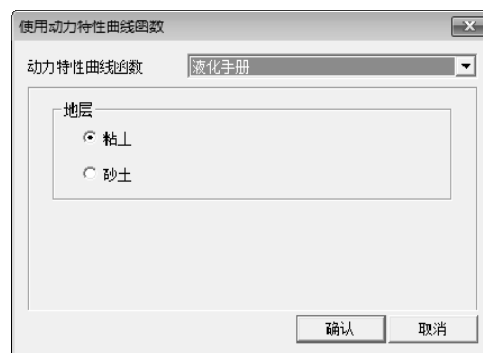 使用动力特性曲线函数
动力特性曲线函数 液化手册
地层
粘土
砂土
确认 取消